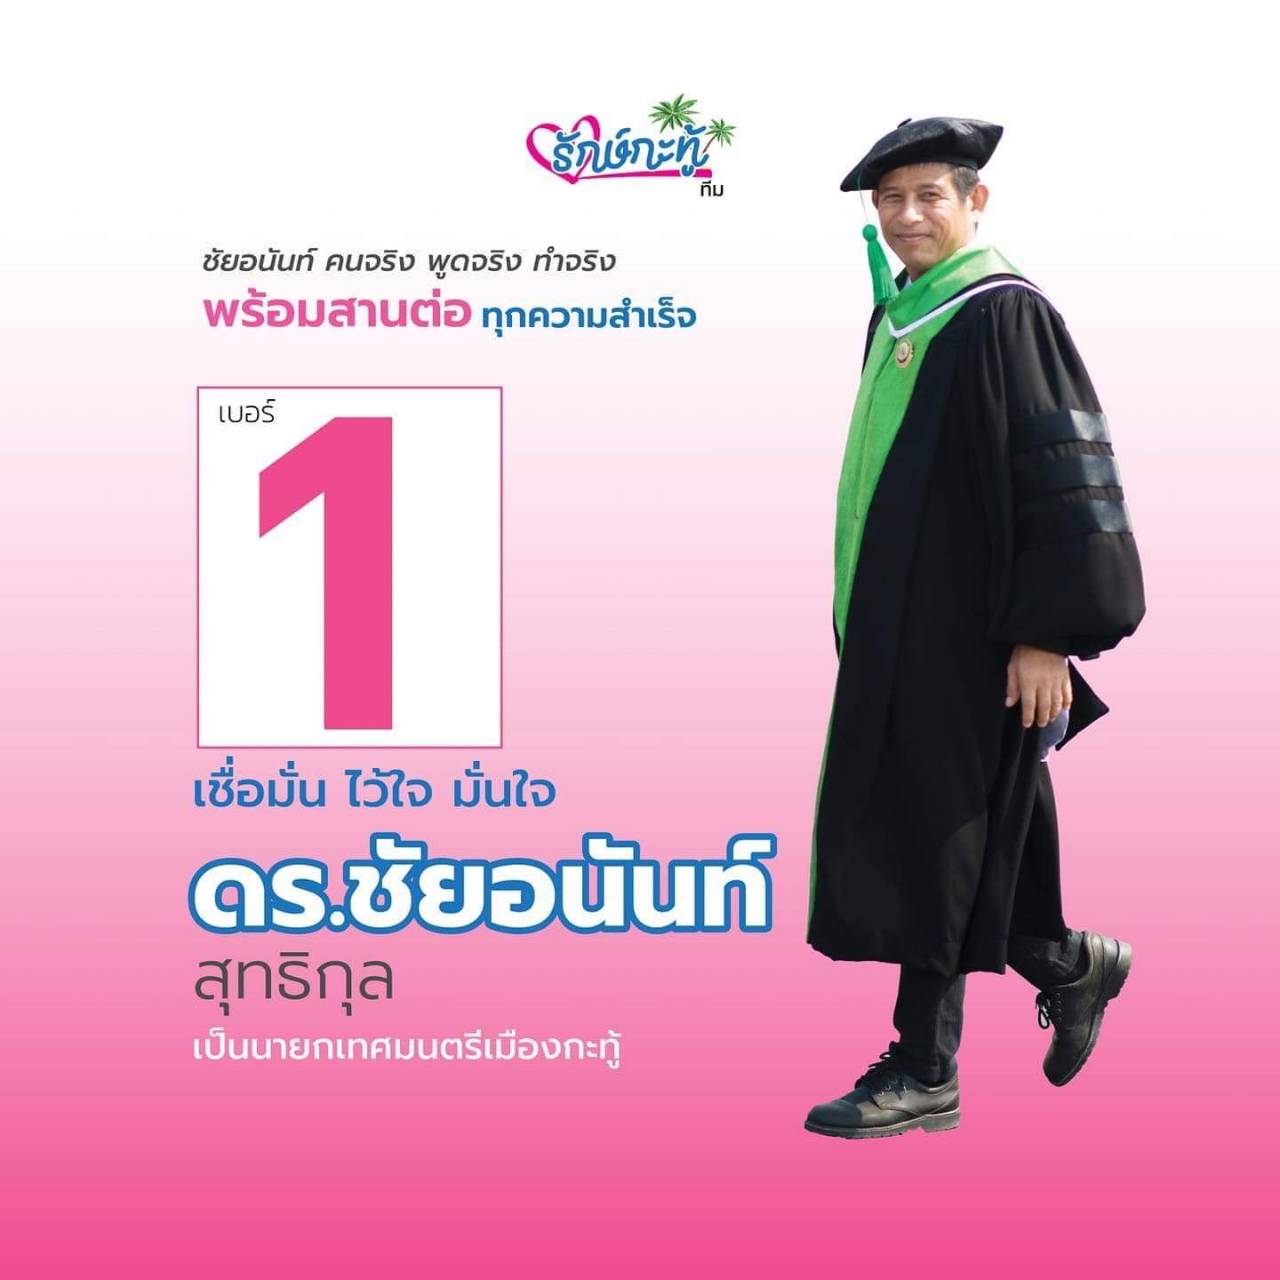 รักษ์กะทู้
ทีม
ชัยอนันท์ คนจริง พูดจริง ทำจริง
พร้อมสานต่อ ทุกความสำเร็จ
เบอร์
1
เชื่อมั่น ไว้ใจ มั่นใจ
ดร.ชัยอนันท์
สุทธิกุล
เป็นนายกเทศมนตรีเมืองกะทู้